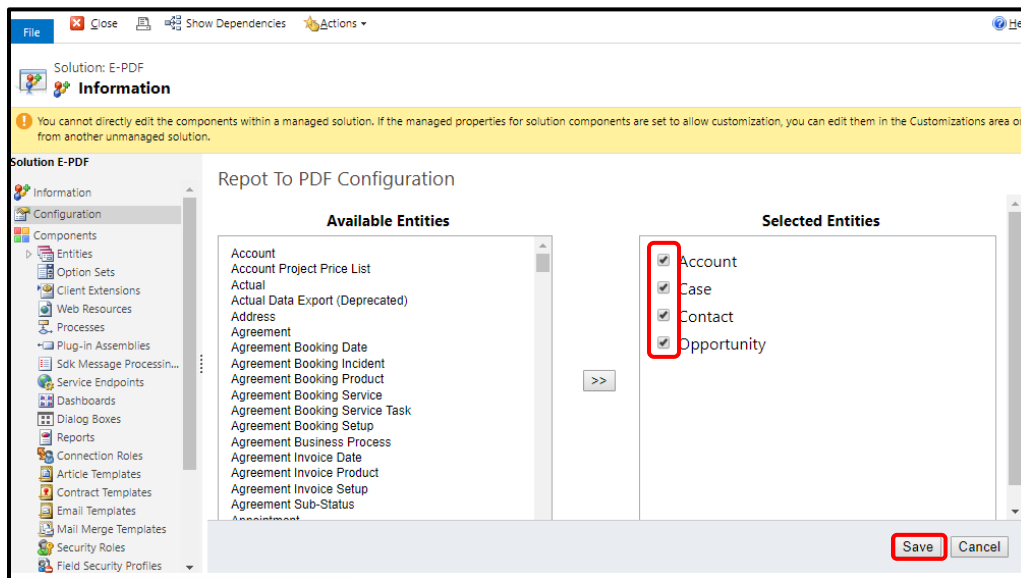 File
Close
Show Dependencies
Actions
He
Solution: E-PDF
Information
You cannot directly edit the components within a managed solution. If the managed properties for solution components are set to allow customization, you can edit them in the Customizations area or
from another unmanaged solution.
Solution E-PDF
Information
Configuration
Components
Entities
Option Sets
Client Extensions
Web Resources
Processes
Plug-in Assemblies
Sdk Message Processin...
Service Endpoints
Dashboards
Dialog Boxes
Reports
Connection Roles
Article Templates
Contract Templates
Email Templates
Mail Merge Templates
Security Roles
Field Security Profiles
Repot To PDF Configuration
Available Entities
Account
Account Project Price List
Actual
Actual Data Export (Deprecated)
Address
Agreement
Agreement Booking Date
Agreement Booking Incident
Agreement Booking Product
Agreement Booking Service
Agreement Booking Service Task
Agreement Booking Setup
Agreement Business Process
Agreement Invoice Date
Agreement Invoice Product
Agreement Invoice Setup
Agreement Sub-Status
Appointment
>>
Selected Entities
Account
Case
Contact
Opportunity
Save
Cancel